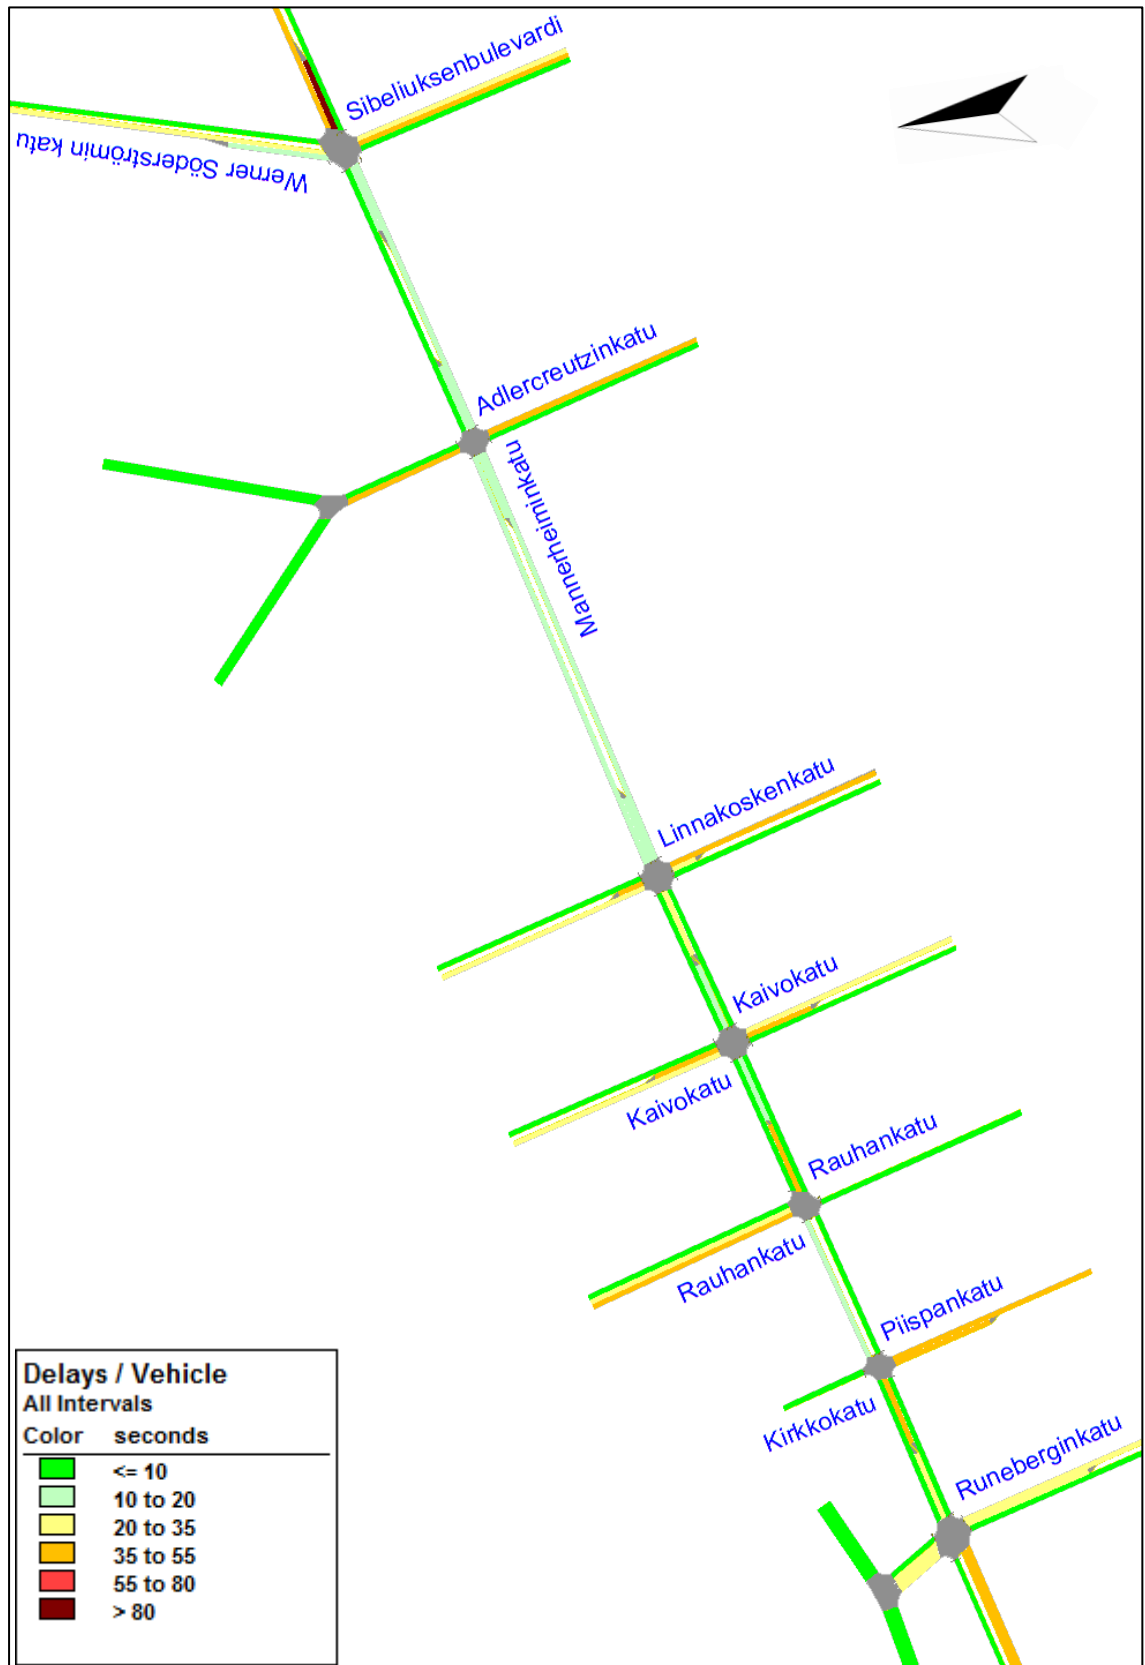 Sibeliuksenbulevardi
Werner Söderströmin katu
Adlercreutzinkatu
Mannerheiminkatu
Linnakoskenkatu
Kaivokatu
Kaivokatu
Rauhankatu
Rauhankatu
Piispankatu
Kirkkokatu
Runeberginkatu
Delays / Vehicle
All Intervals
Color seconds
<= 10
10 to 20
20 to 35
35 to 55
55 to 80
> 80